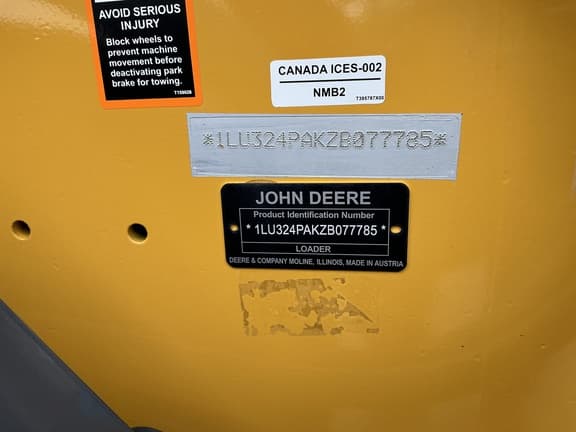 AVOID SERIOUS
INJURY
Block wheels to
prevent machine
movement before
deactivating park
brake for towing.
CANADA ICES-002
NMB2
*1LU324PAKZB077785*
JOHN DEERE
Product Identification Number
* 1LU324PAKZB077785 *
LOADER
DEERE & COMPANY MOLINE, ILLINOIS, MADE IN AUSTRIA